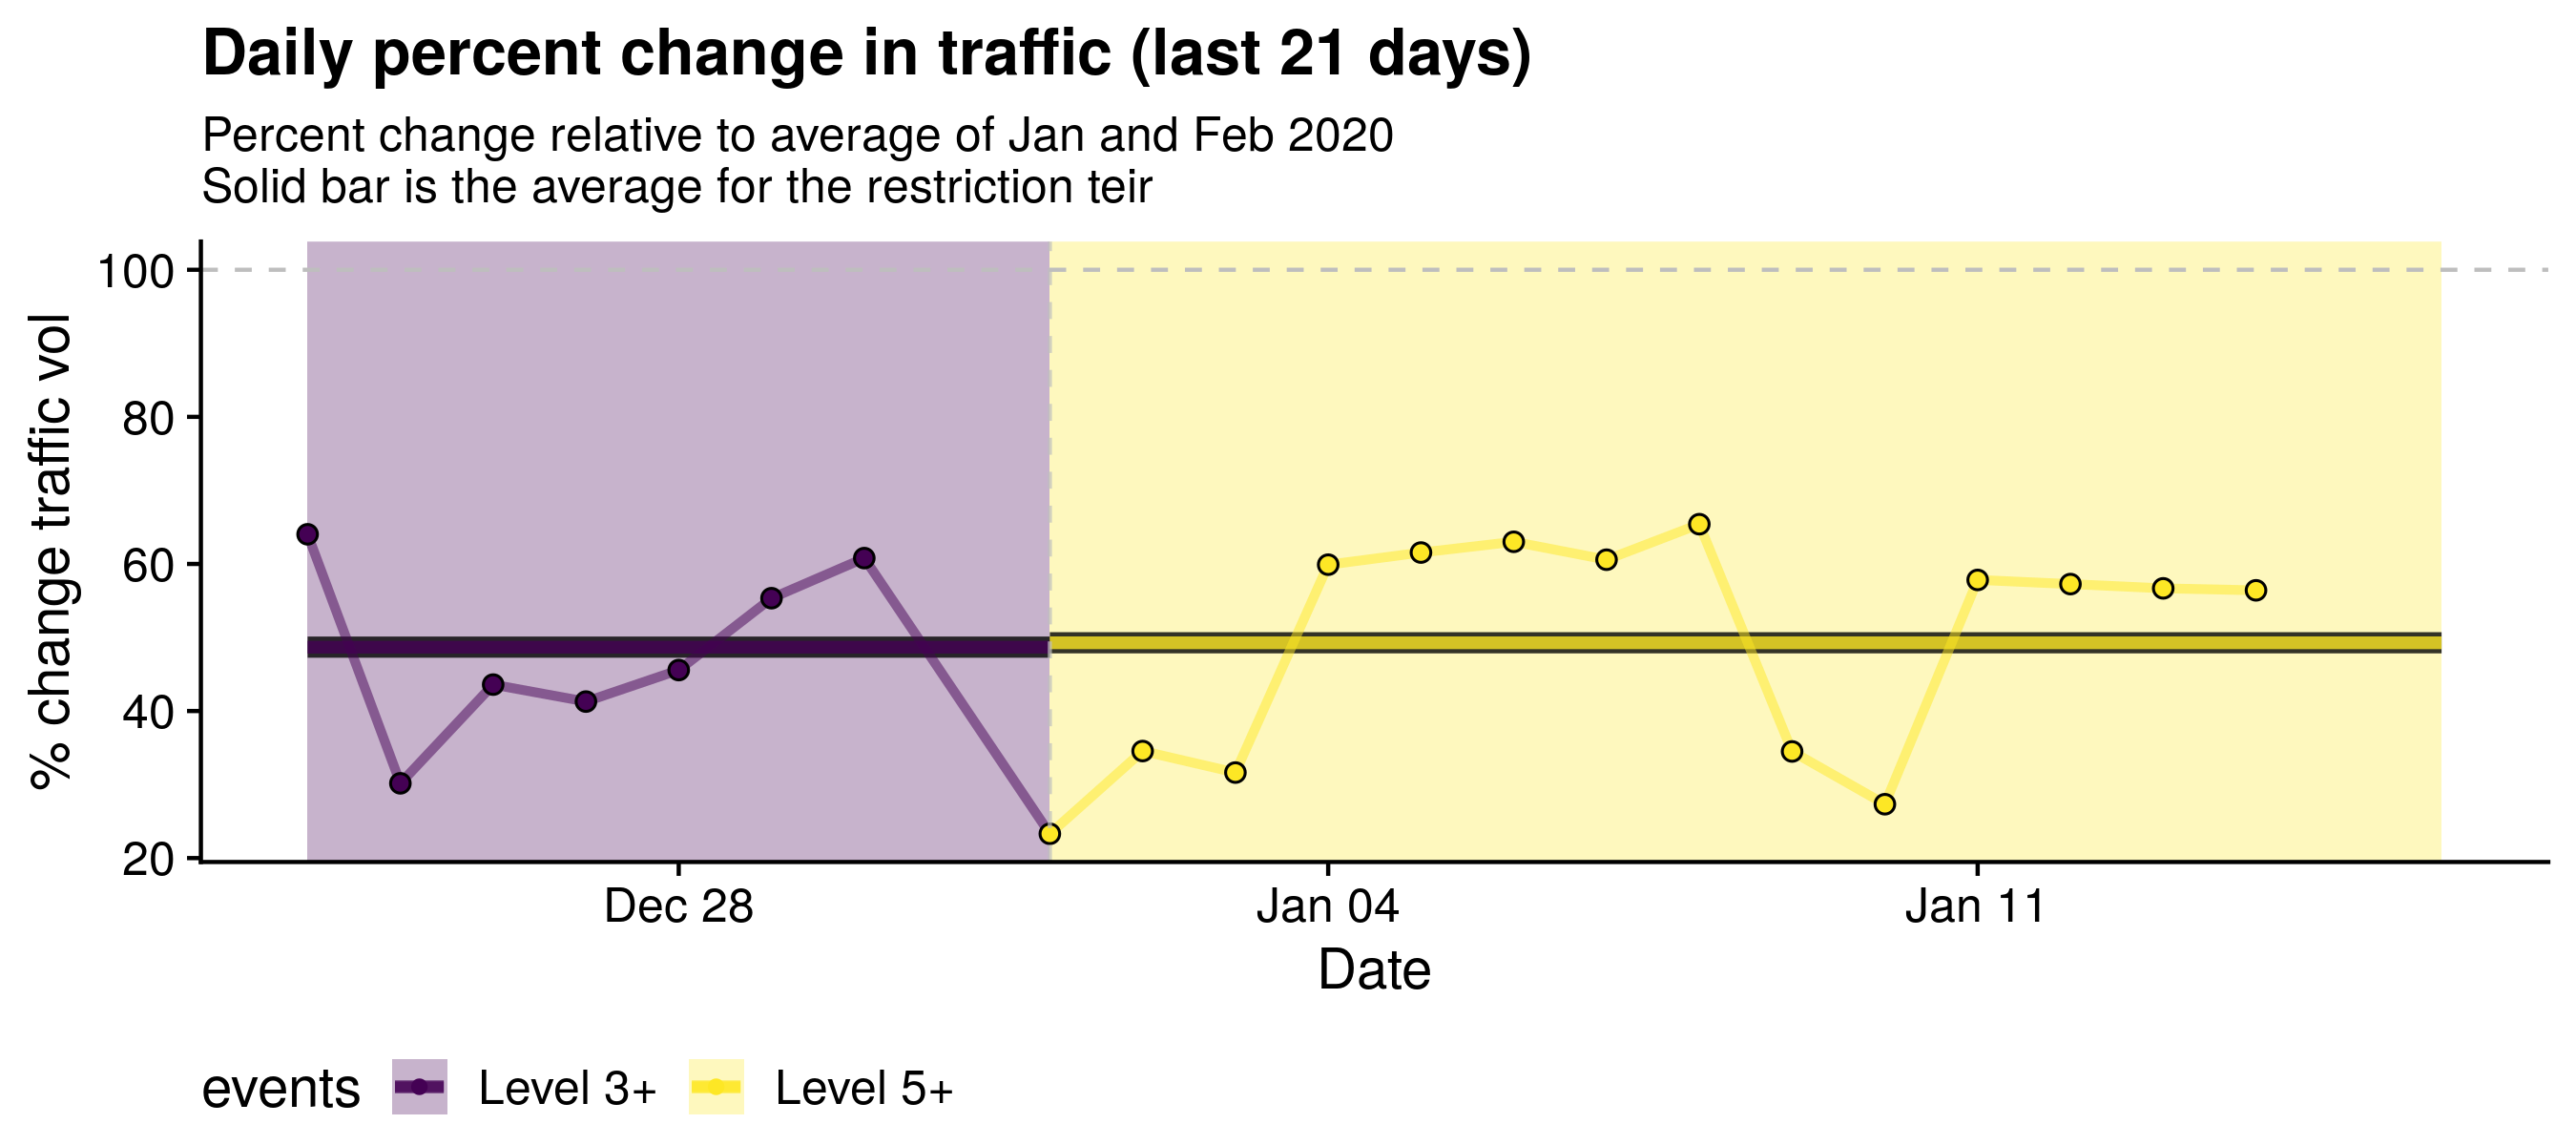 Daily percent change in traffic (last 21 days)
Percent change relative to average of Jan and Feb 2020
Solid bar is the average for the restriction teir
% change traffic vol
100
80
60
40
20
Dec 28
Jan 04
Jan 11
Date
events
Level 3+
Level 5+